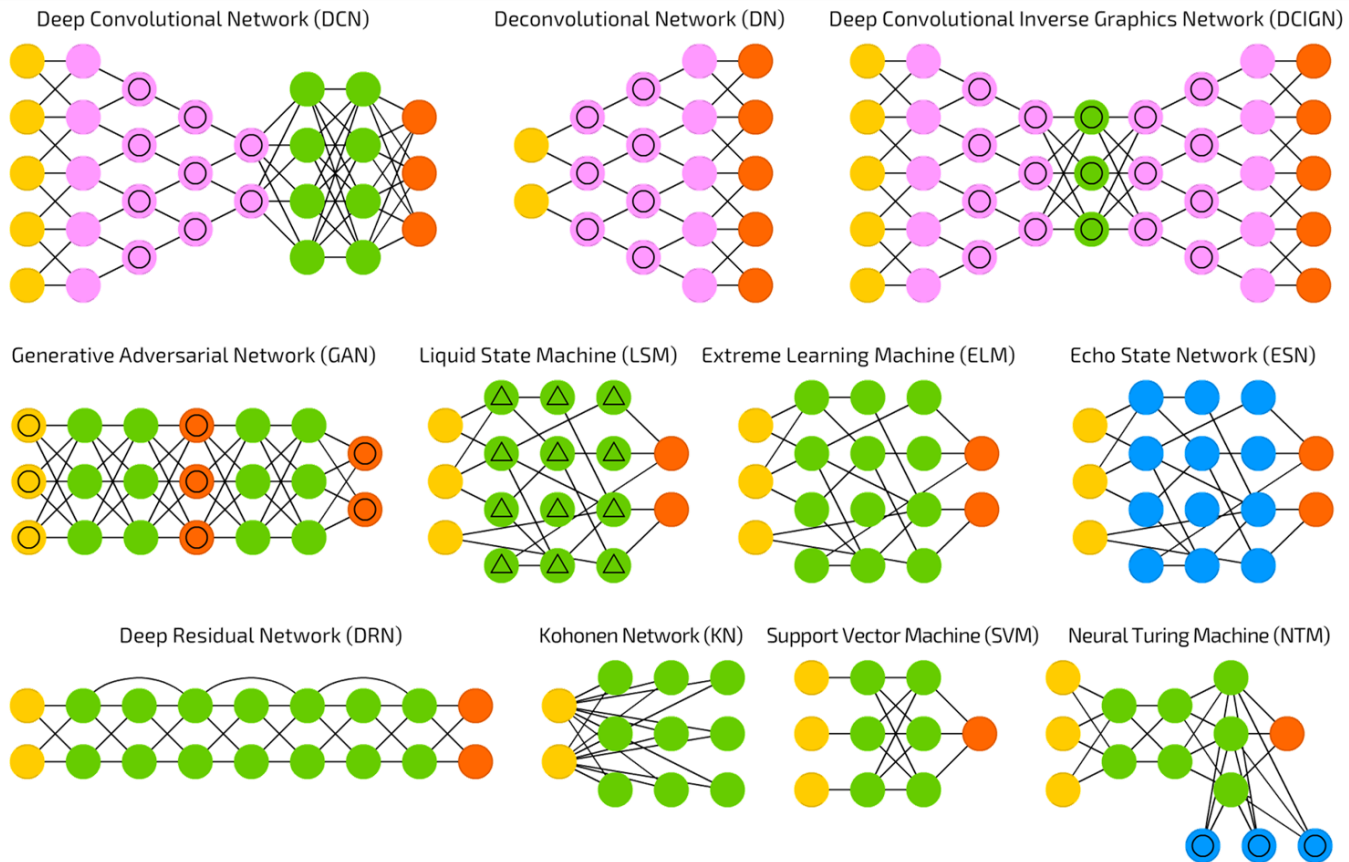 Deep Convolutional Network (DCN)
Deconvolutional Network (DN)
Deep Convolutional Inverse Graphics Network (DCIGN)
Generative Adversarial Network (GAN)
Liquid State Machine (LSM)
Extreme Learning Machine (ELM)
Echo State Network (ESN)
Deep Residual Network (DRN)
Kohonen Network (KN)
Support Vector Machine (SVM)
Neural Turing Machine (NTM)